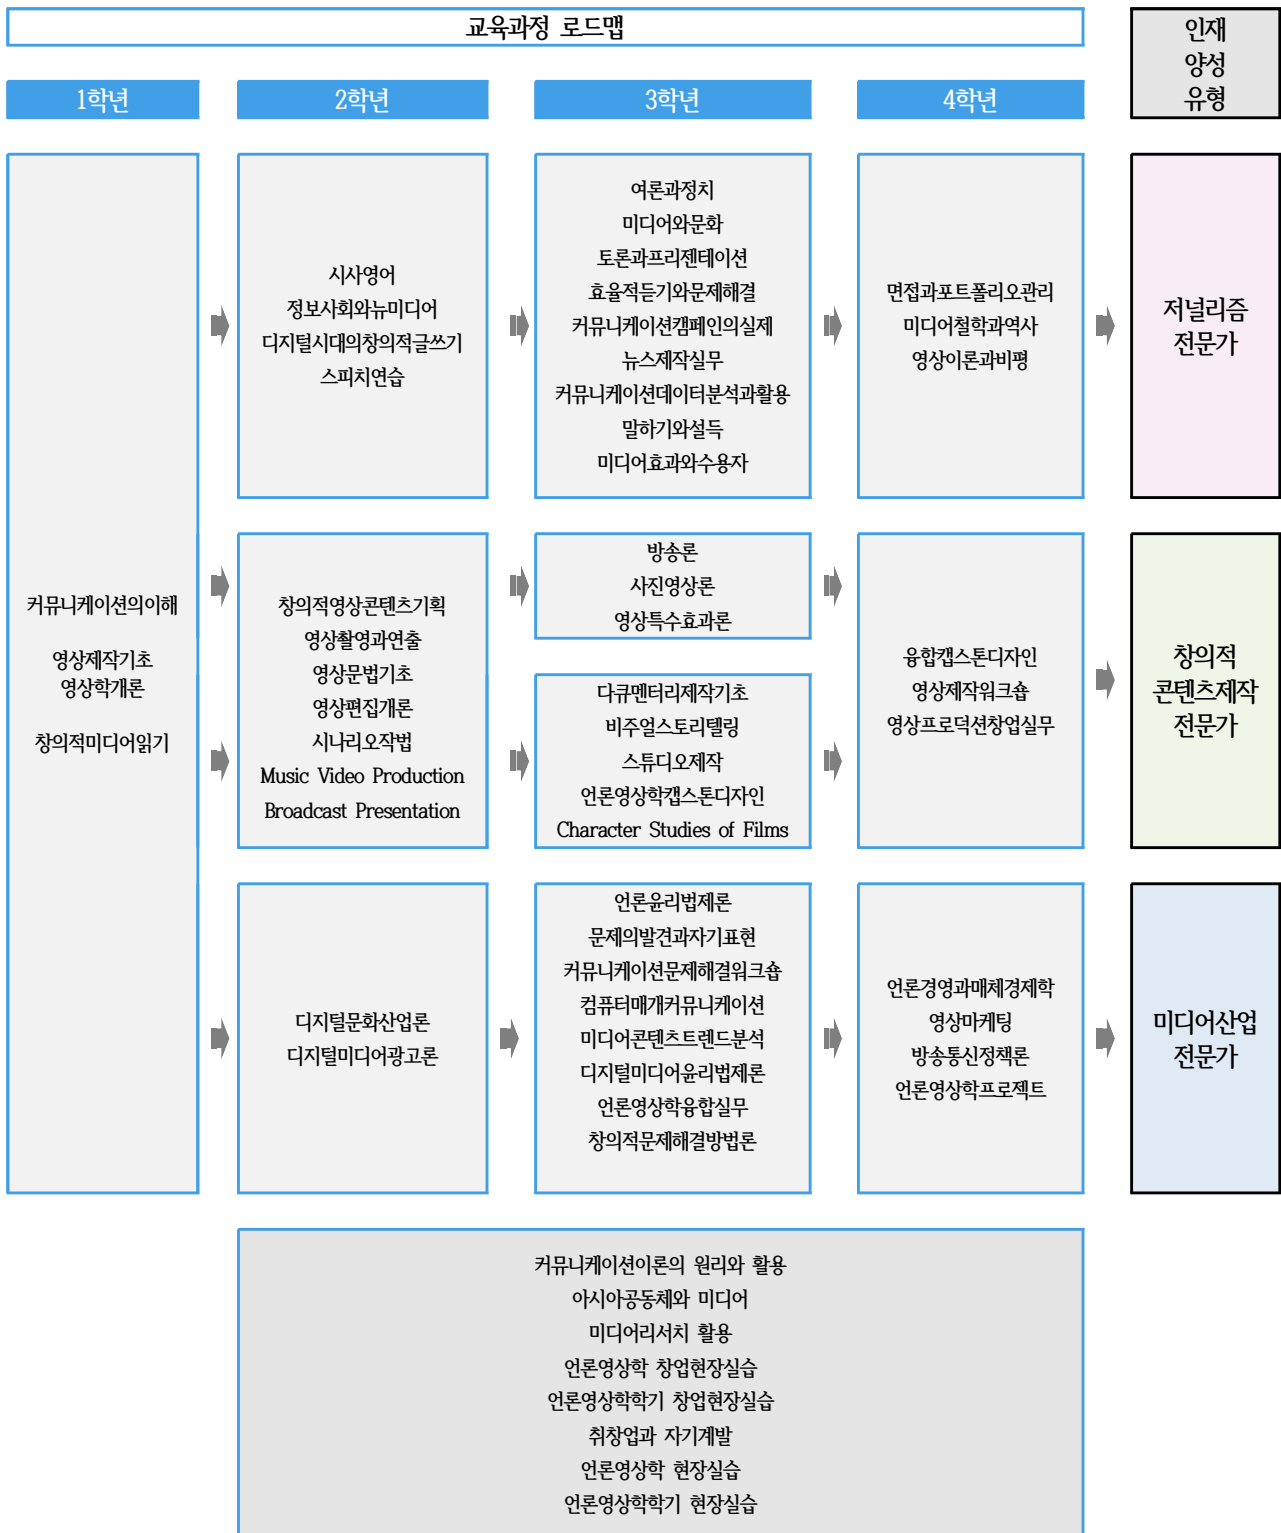 교육과정 로드맵
인재
양성
유형
1학년
2학년
3학년
4학년
커뮤니케이션의이해
영상제작기초
영상학개론
창의적미디어읽기
시사영어
정보사회와뉴미디어
디지털시대의창의적글쓰기
스피치연습
여론과정치
미디어와문화
토론과프리젠테이션
효율적듣기와문제해결
커뮤니케이션캠페인의실제
뉴스제작실무
커뮤니케이션데이터분석과활용
말하기와설득
미디어효과와수용자
면접과포트폴리오관리
미디어철학과역사
영상이론과비평
저널리즘
전문가
창의적영상콘텐츠기획
영상촬영과연출
영상문법기초
영상편집개론
시나리오작법
Music Video Production
Broadcast Presentation
방송론
사진영상론
영상특수효과론
다큐멘터리제작기초
비주얼스토리텔링
스튜디오제작
언론영상학캡스톤디자인
Character Studies of Films
융합캡스톤디자인
영상제작워크숍
영상프로덕션창업실무
창의적
콘텐츠제작
전문가
디지털문화산업론
디지털미디어광고론
언론윤리법제론
문제의발견과자기표현
커뮤니케이션문제해결워크숍
컴퓨터매개커뮤니케이션
미디어콘텐츠트렌드분석
디지털미디어윤리법제론
언론영상학융합실무
창의적문제해결방법론
언론경영과매체경제학
영상마케팅
방송통신정책론
언론영상학프로젝트
미디어산업
전문가
커뮤니케이션이론의 원리와 활용
아시아공동체와 미디어
미디어리서치 활용
언론영상학 창업현장실습
언론영상학학기 창업현장실습
취창업과 자기계발
언론영상학 현장실습
언론영상학학기 현장실습